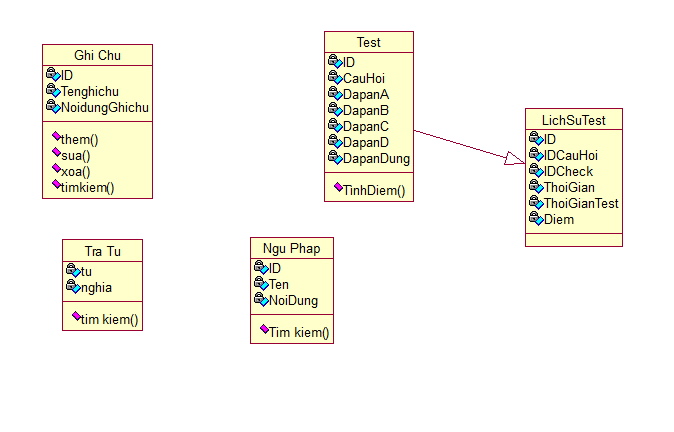 Ghi Chu
ID
Tenghichu
NoidungGhichu
them()
sua()
xoa()
timkiem()
Test
ID
CauHoi
DapanA
DapanB
DapanC
DapanD
DapanDung
TinhDiem()
LichSuTest
ID
IDCauHoi
IDCheck
ThoiGian
ThoiGianTest
Diem
Tra Tu
tu
nghia
tim kiem()
Ngu Phap
ID
Ten
NoiDung
Tim kiem()